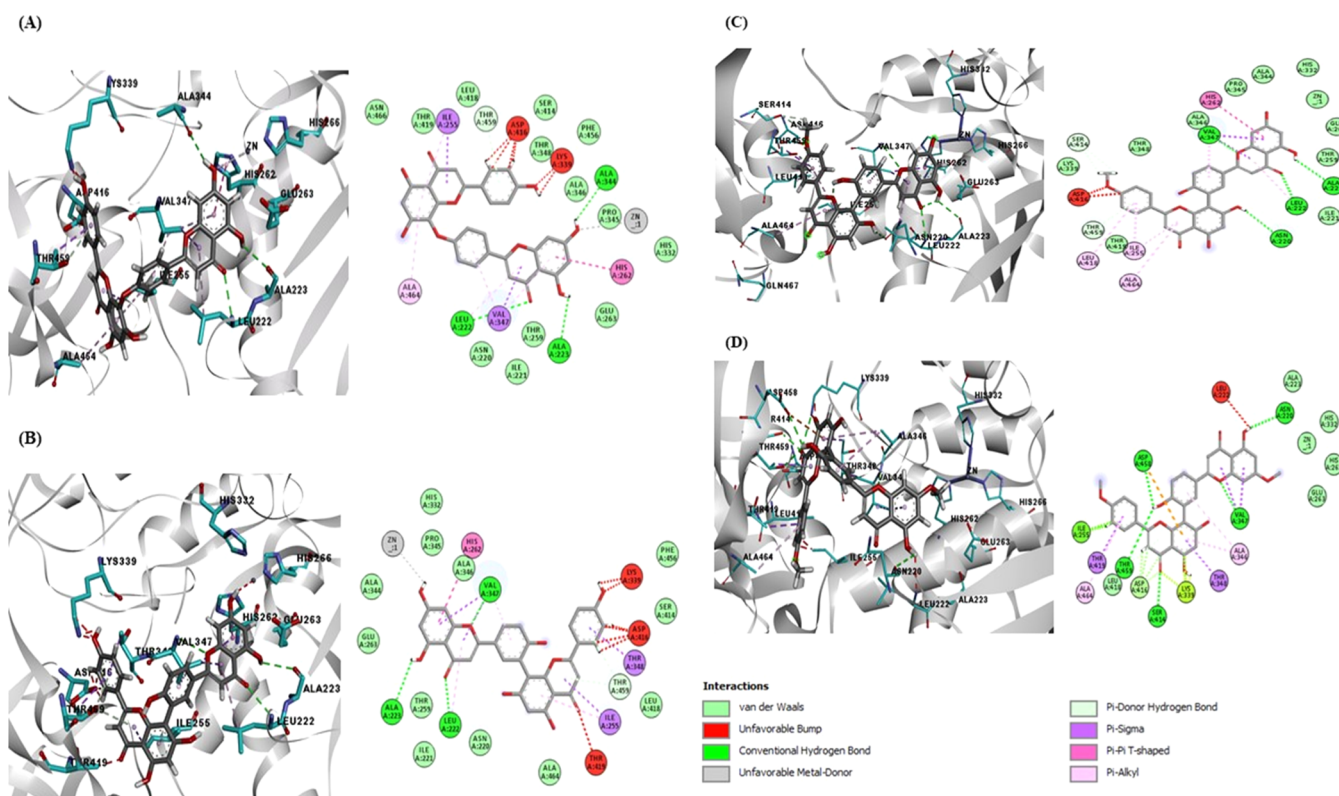 (A)
LYS339
ALA344
HIS266
ZN
HIS262
GLU263
ASP416
VAL347
THR459
ILE255
ALA223
LEU222
ALA464
ASN
A:466
LEU
A:418
THR
A:419
ILE
A:255
THR
A:459
ASP
A:416
SER
A:414
PHE
A:456
THR
A:348
LYS
A:339
ALA
A:346
ALA
A:344
PRO
A:345
ZN
:1
HIS
A:332
HIS
A:262
GLU
A:263
ALA
A:464
LEU
A:222
VAL
A:347
THR
A:259
ALA
A:223
ASN
A:220
ILE
A:221
(B)
HIS332
LYS339
HIS266
HIS262
GLU263
VAL347
THR459
ALA223
ILE255
LEU222
THR419
HIS
A:332
ZN
:1
PRO
A:345
HIS
A:262
ALA
A:346
VAL
A:347
ALA
A:344
PHE
A:456
LYS
A:339
SER
A:414
ASP
A:416
GLU
A:263
THR
A:348
THR
A:459
LEU
A:418
ALA
A:223
THR
A:259
LEU
A:222
ILE
A:255
ILE
A:221
ASN
A:220
ALA
A:464
THR
A:419
(C)
HIS332
SER414
ZN
VAL347
HIS266
HIS262
GLU263
ALA464
ASN220
ALA223
LEU222
GLN467
ALA
A:344
HIS
A:332
PRO
A:345
HIS
A:262
ZN
:1
VAL
A:347
SER
A:414
THR
A:348
LYS
A:339
ASP
A:416
LEU
A:222
ILE
A:221
ASN
A:220
THR
A:459
ILE
A:255
LEU
A:418
ALA
A:464
(D)
LYS339
ASP458
R414
HIS332
THR459
ALA346
THR348
VAL34
ZN
HIS266
THR419
HIS262
GLU263
ALA464
ILE255
ASN220
ALA223
LEU222
LEU
A:222
ALA
A:223
ASN
A:220
HIS
A:332
ZN
:1
GLU
A:263
ASP
A:458
VAL
A:347
ILE
A:255
THR
A:459
ALA
A:346
THR
A:348
ALA
A:464
LEU
A:418
THR
A:419
ASP
A:416
LYS
A:339
SER
A:414
Interactions
van der Waals
Unfavorable Bump
Conventional Hydrogen Bond
Unfavorable Metal-Donor
Pi-Donor Hydrogen Bond
Pi-Sigma
Pi-Pi T-shaped
Pi-Alkyl